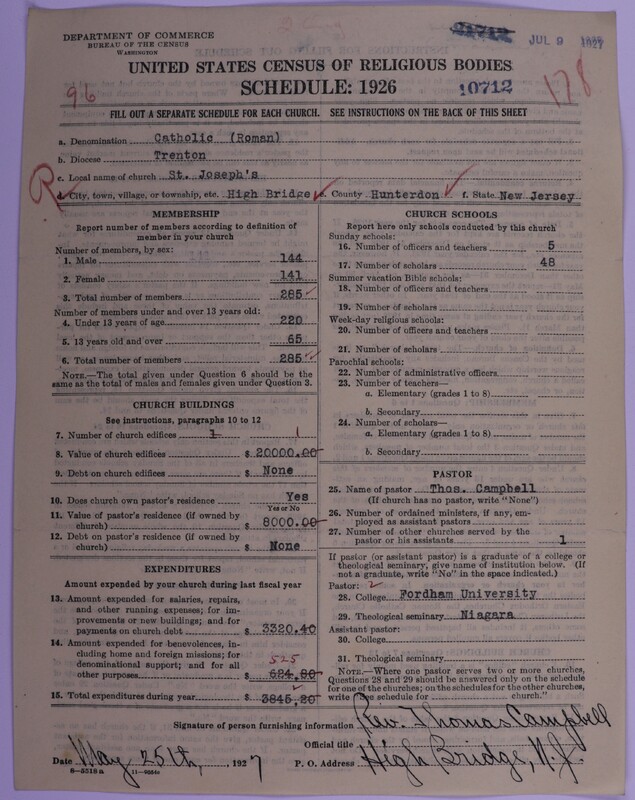 DEPARTMENT OF COMMERCE
BUREAU OF THE CENSUS
WASHINGTON
JUL 9 1927
UNITED STATES CENSUS OF RELIGIOUS BODIES
SCHEDULE: 1926
96
10712
178
FILL OUT A SEPARATE SCHEDULE FOR EACH CHURCH. SEE INSTRUCTIONS ON THE BACK OF THIS SHEET
a. Denomination Catholic (Roman)
b. Diocese Trenton
c. Local name of church St. Joseph's
R
d. City, town, village, or township, etc. High Bridge e. County Hunterdon f. State New Jersey
MEMBERSHIP
Report number of members according to definition of
member in your church
Number of members, by sex:
1. Male 144
2. Female 141
3. Total number of members 285
Number of members under and over 13 years old:
4. Under 13 years of age 220
5. 13 years old and over 65
6. Total number of members 285
NOTE.—The total given under Question 6 should be
same as the total of males and females given under Question 3.
CHURCH BUILDINGS
See instructions, paragraphs 10 to 12
7. Number of church edifices 1 1
8. Value of church edifices $ 20000.00
9. Debt on church edifices $ None
10. Does church own pastor's residence Yes
Yes or No
11. Value of pastor's residence (if owned by
church) $ 8000.00
12. Debt on pastor's residence (if owned by
church) $ None
EXPENDITURES
Amount expended by your church during last fiscal year
13. Amount expended for salaries, repairs,
and other running expenses; for im-
provements or new buildings; and for
payments on church debt $ 3320.40
14. Amount expended for benevolences, in-
cluding home and foreign missions; for
denominational support; and for all
525
other purposes $ 524.80
15. Total expenditures during year $ 3845.20
CHURCH SCHOOLS
Report here only schools conducted by this church
Sunday schools:
16. Number of officers and teachers 5
17. Number of scholars 48
Summer vacation Bible schools:
18. Number of officers and teachers
19. Number of scholars
Week-day religious schools:
20. Number of officers and teachers
21. Number of scholars
Parochial schools:
22. Number of administrative officers
23. Number of teachers—
a. Elementary (grades 1 to 8)
b. Secondary
24. Number of scholars—
a. Elementary (grades 1 to 8)
b. Secondary
PASTOR
25. Name of pastor Thos. Campbell
(If church has no pastor, write "None")
26. Number of ordained ministers, if any, em-
ployed as assistant pastors
27. Number of other churches served by the
pastor or his assistants 1
If pastor (or assistant pastor) is a graduate of a college or
theological seminary, give name of institution below. (If
not a graduate, write "No" in the space indicated.)
Pastor:
28. College Fordham University
29. Theological seminary Niagara
Assistant pastor:
30. College
31. Theological seminary
NOTE.—Where one pastor serves two or more churches,
Questions 28 and 29 should be answered only on the schedule
for one of the churches; on the schedules for the other churches,
write "See schedule for church."
Signature of person furnishing information Rev. Thomas Campbell
Official title
Date May 25th, 1927 P. O. Address High Bridge, N. J.
8-5318a 11-9054